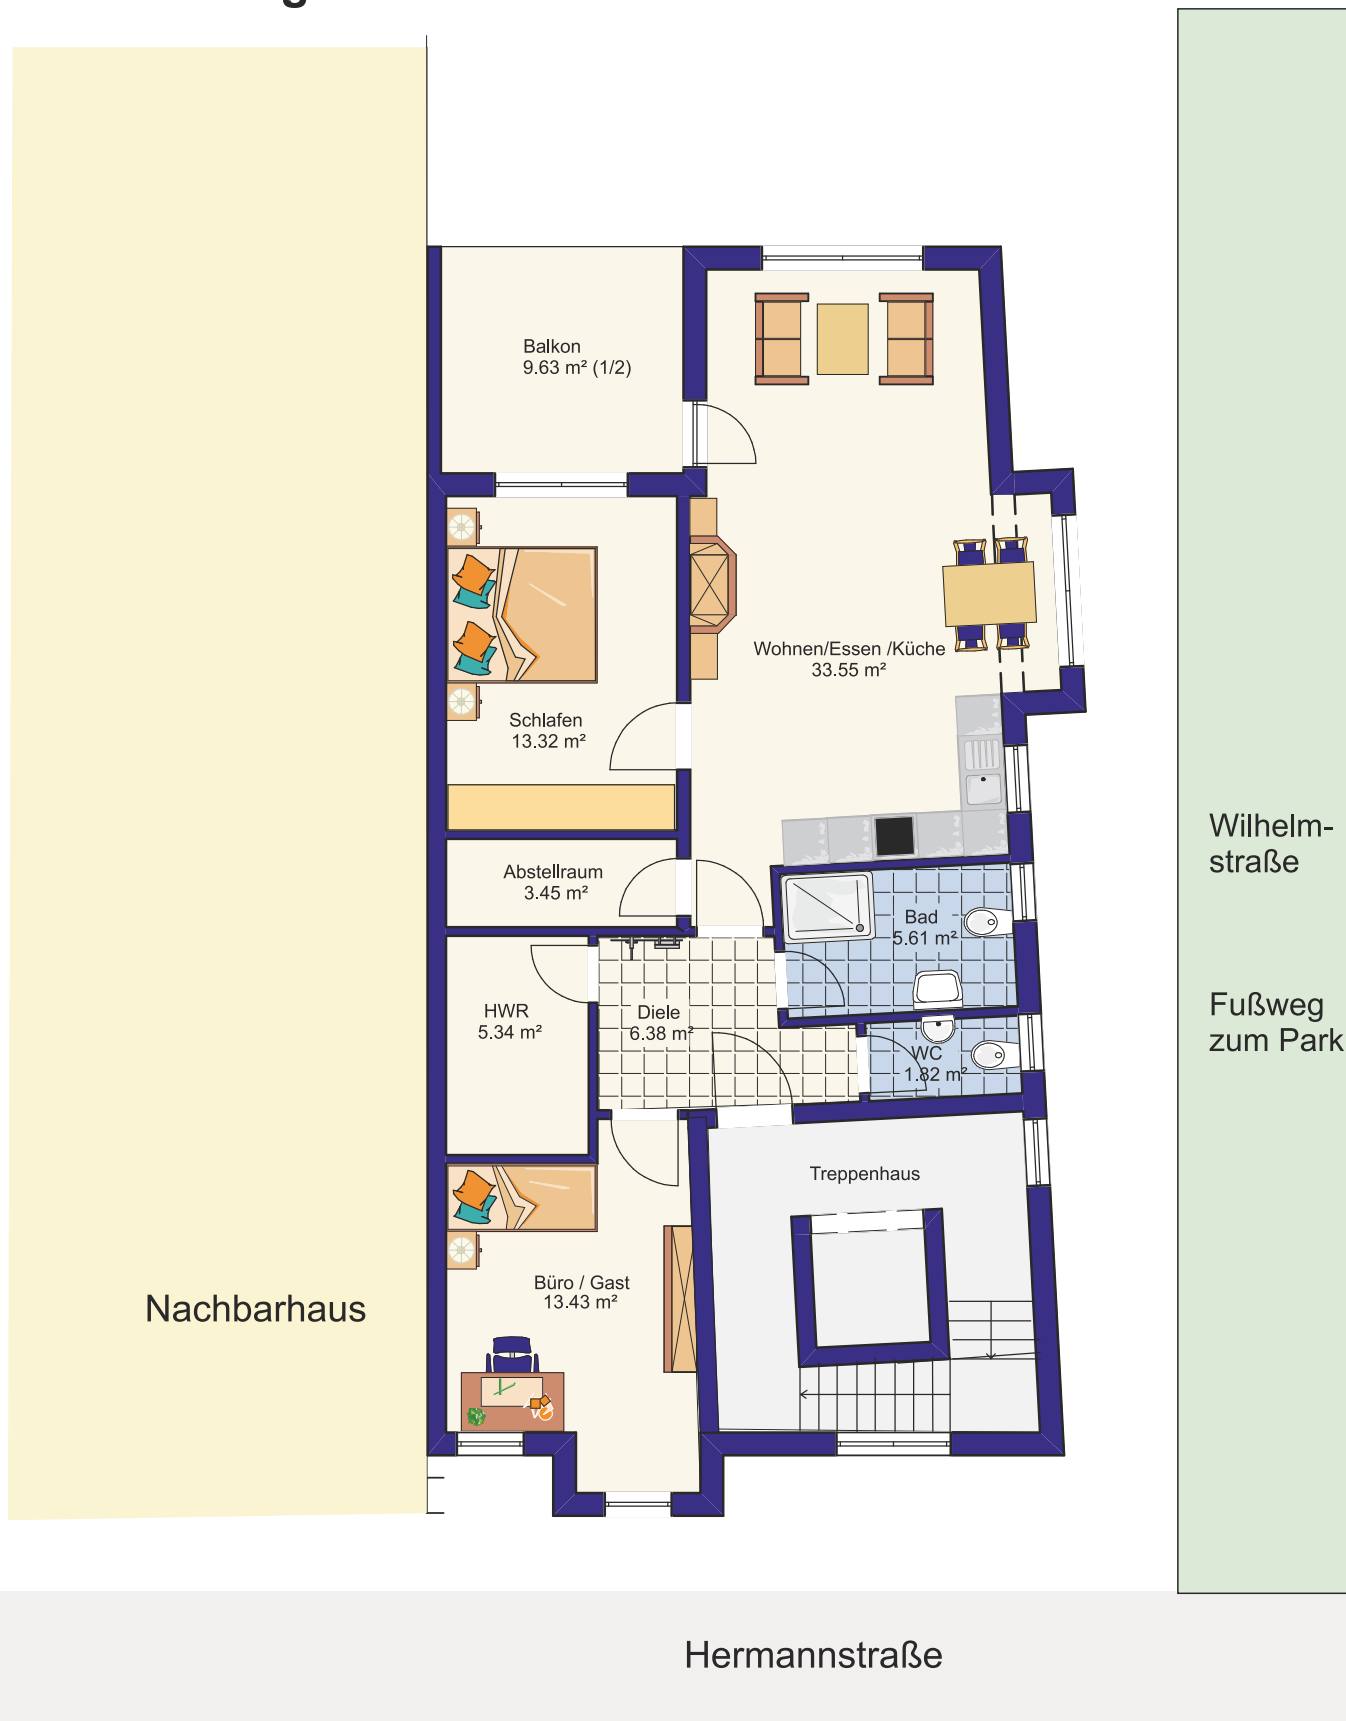 Balkon
9.63 m² (1/2)
Wohnen/Essen /Küche
33.55 m²
Schlafen
13.32 m²
Abstellraum
3.45 m²
Bad
5.61 m²
HWR
5.34 m²
Diele
6.38 m²
WC
1.82 m²
Treppenhaus
Büro / Gast
13.43 m²
Nachbarhaus
Wilhelm-
straße
Fußweg
zum Park
Hermannstraße